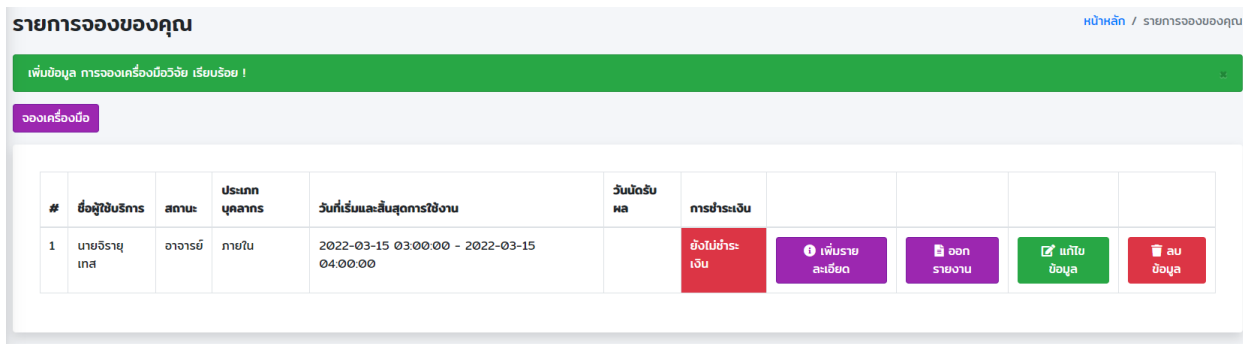 รายการจองของคุณ
หน้าหลัก / รายการจองของคุณ
เพิ่มข้อมูล การจองเครื่องมือวิจัย เรียบร้อย !
x
จองเครื่องมือ
# ชื่อผู้ใช้บริการ สถานะ ประเภท บุคลากร วันที่เริ่มและสิ้นสุดการใช้งาน วันนัดรับ ผล การชำระเงิน
1 นายจิรายุ อาจารย์ ภายใน 2022-03-15 03:00:00 - 2022-03-15 ยังไม่ชำระ เพิ่มราย ออก แก้ไข ลบ
เทส 04:00:00 เงิน ละเอียด รายงาน ข้อมูล ข้อมูล